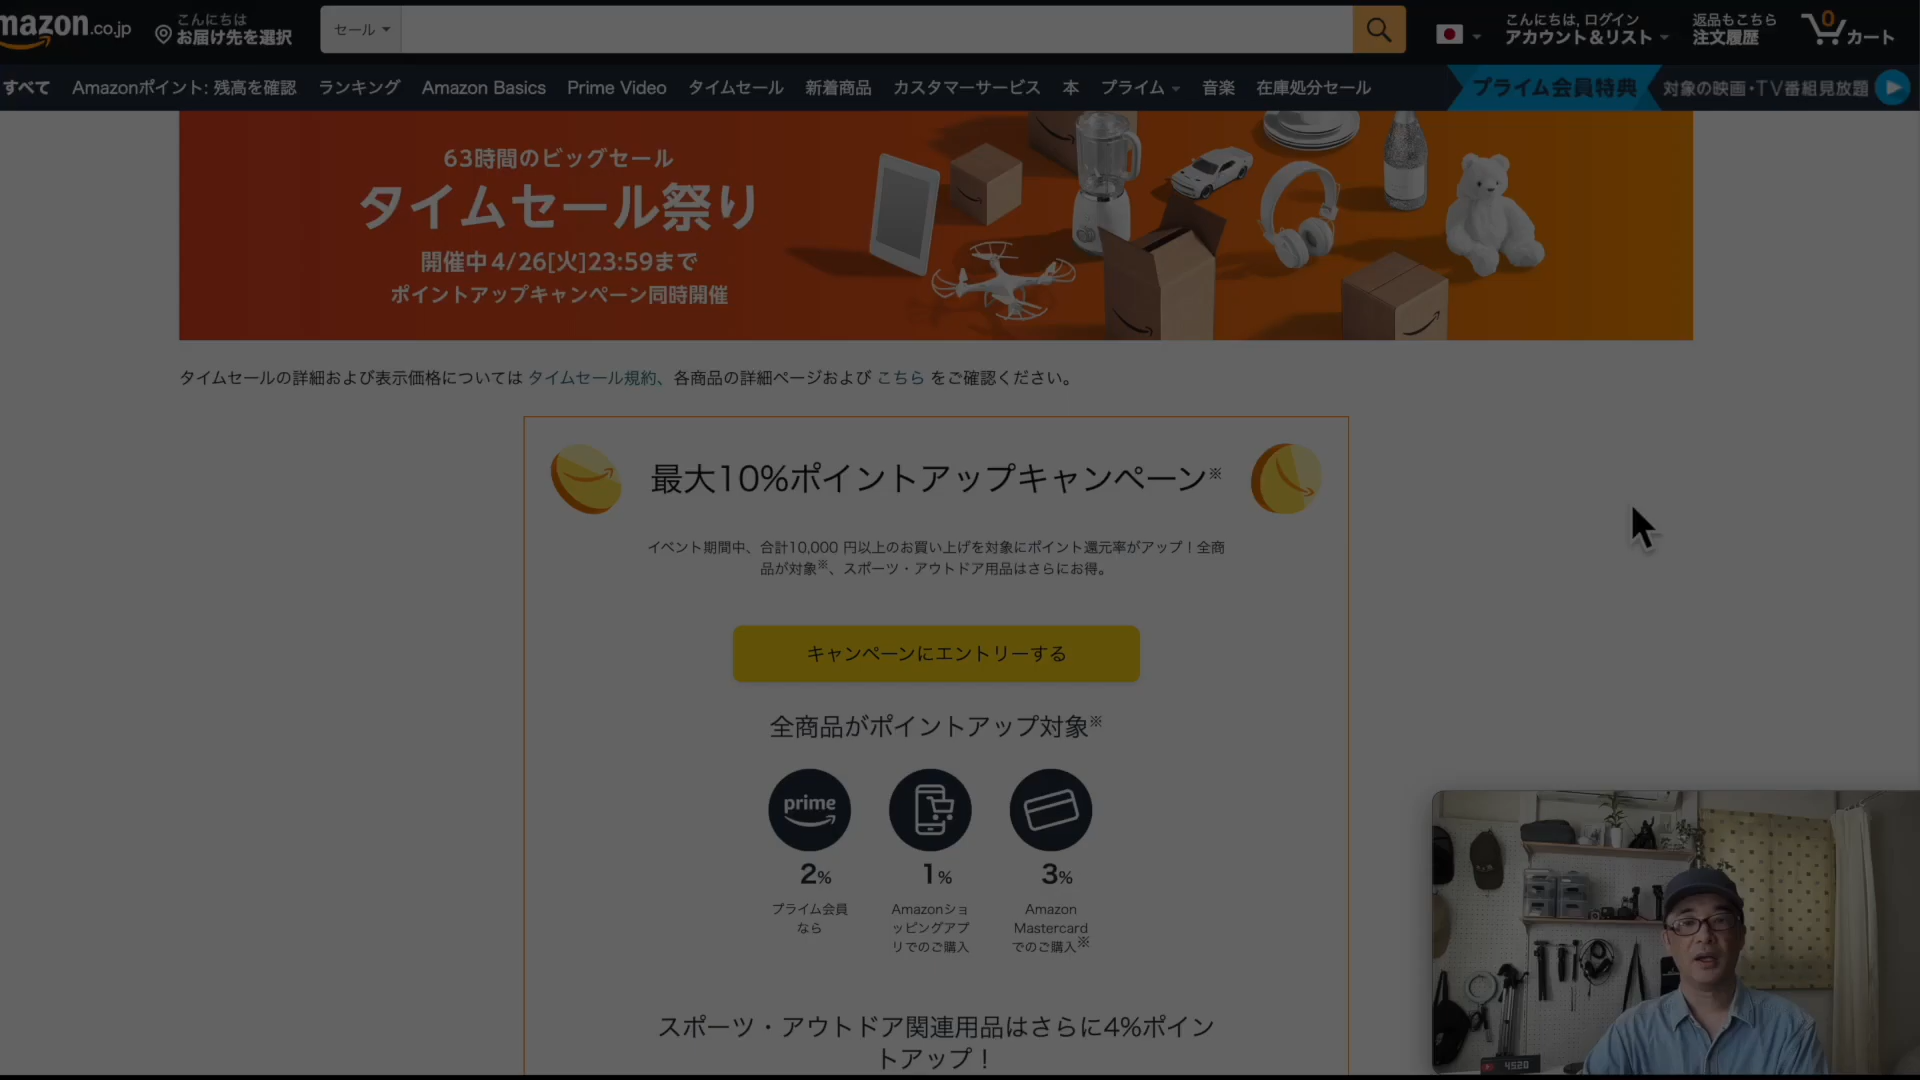 mazon.co.jp
こんにちは
お届け先を選択
セール
こんにちは, ログイン
アカウント＆リスト
返品もこちら
注文履歴
0
カート
すべて
Amazonポイント: 残高を確認
ランキング
Amazon Basics
Prime Video
タイムセール
新着商品
カスタマーサービス
本
プライム
音楽
在庫処分セール
プライム会員特典
対象の映画・TV番組見放題
63時間のビッグセール
タイムセール祭り
開催中 4/26[火]23:59まで
ポイントアップキャンペーン同時開催
タイムセールの詳細および表示価格については タイムセール規約、各商品の詳細ページおよび こちら をご確認ください。
最大10%ポイントアップキャンペーン※
イベント期間中、合計10,000 円以上のお買い上げを対象にポイント還元率がアップ！全商
品が対象※、スポーツ・アウトドア用品はさらにお得。
キャンペーンにエントリーする
全商品がポイントアップ対象※
prime
2%
プライム会員
なら
1%
Amazonショ
ッピングアプ
リでのご購入
3%
Amazon
Mastercard
でのご購入※
スポーツ・アウトドア関連用品はさらに4%ポイン
トアップ！
4520